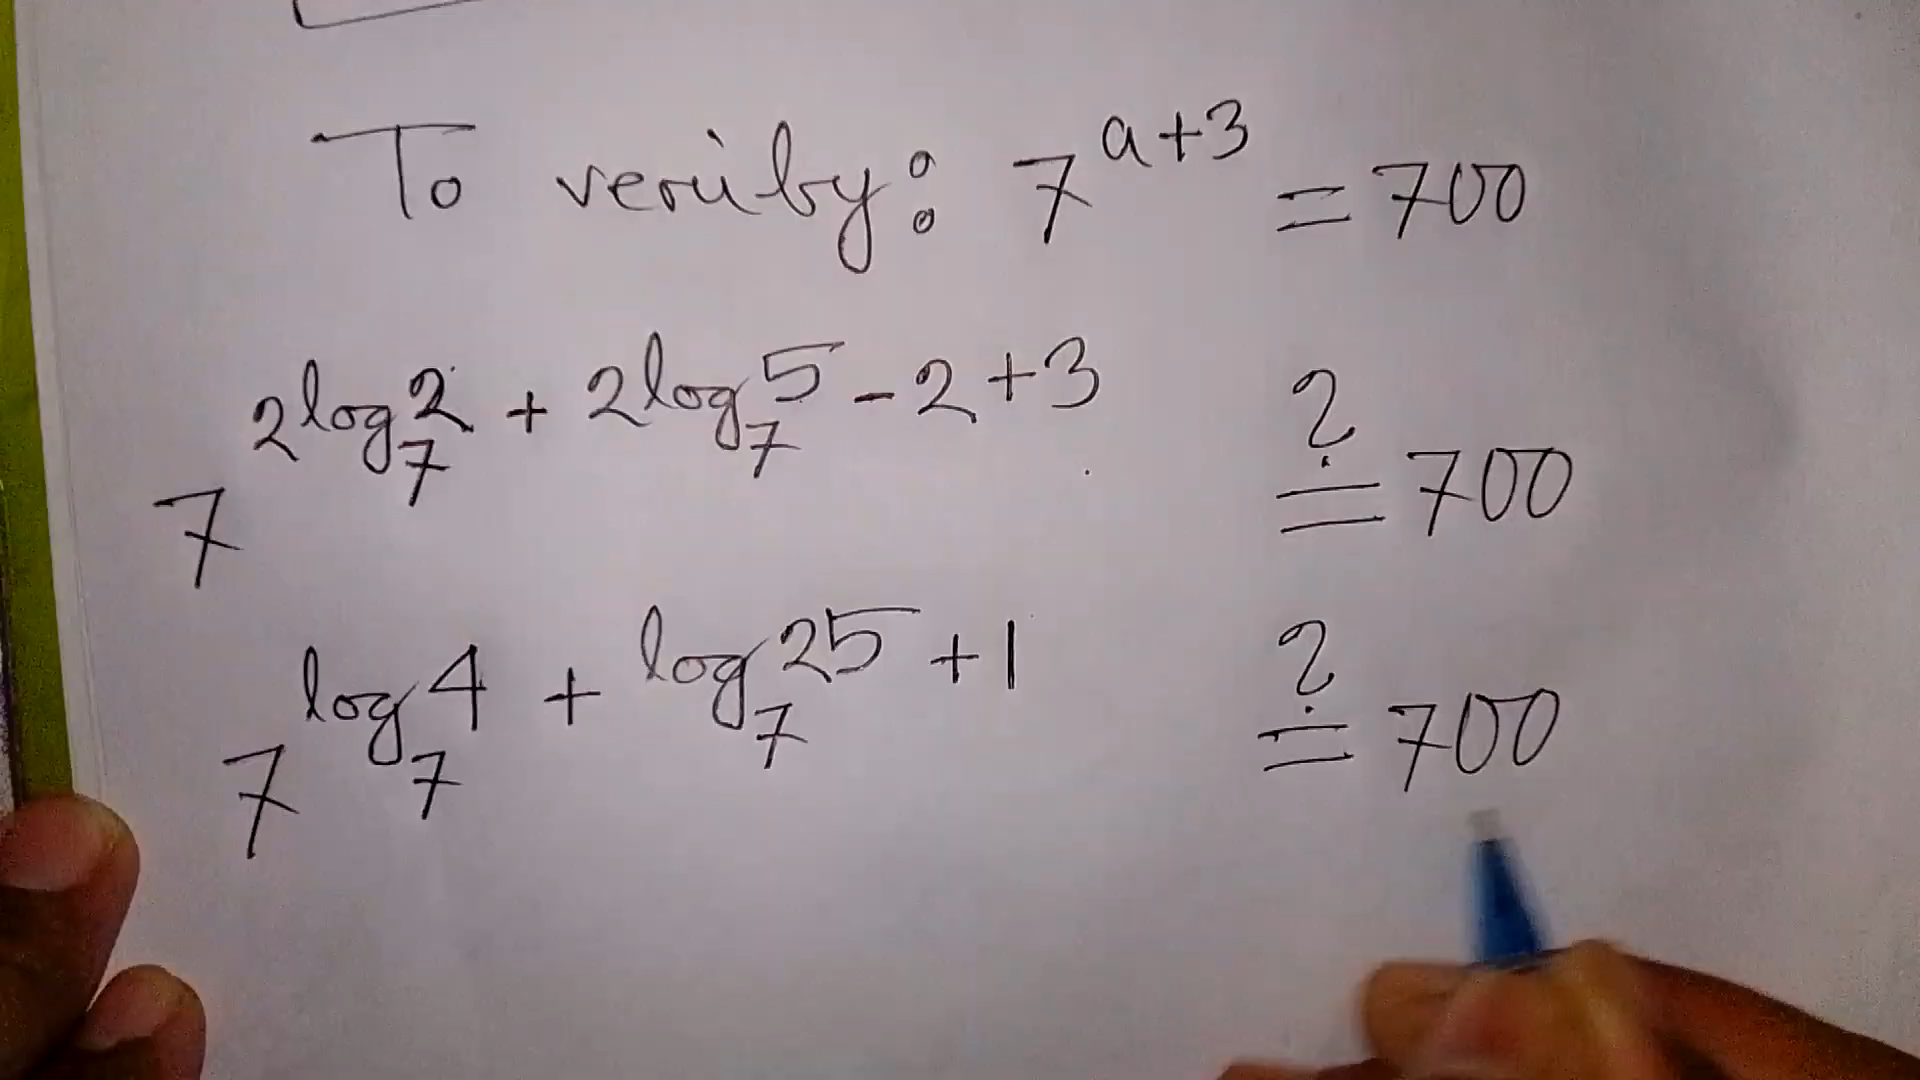 To verify: 7^{a+3} = 700
7^{2log_7 2 + 2log_7 5 - 2 + 3} ≟ 700
7^{log_7 4 + log_7 25 + 1} ≟ 700